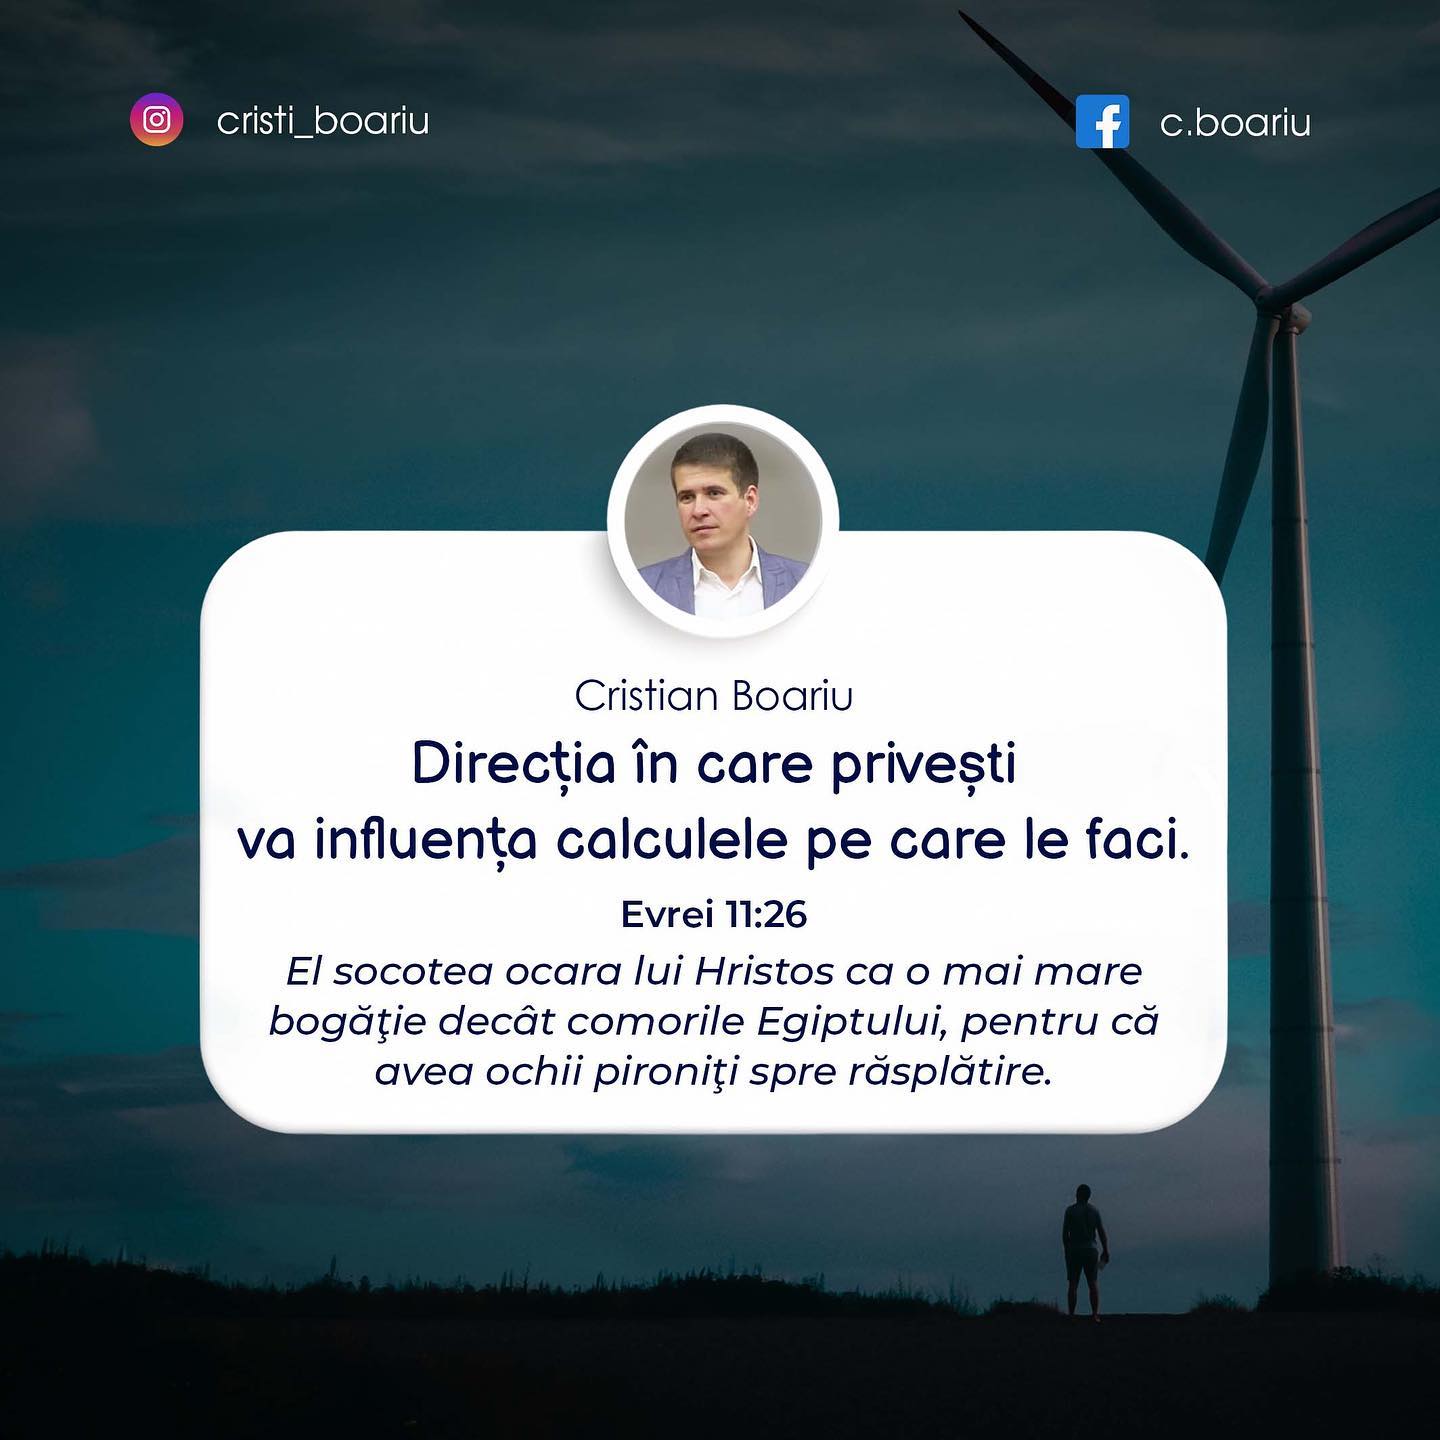 cristi_boariu
c.boariu
Cristian Boariu
Direcția în care privești
va influența calculele pe care le faci.
Evrei 11:26
El socotea ocara lui Hristos ca o mai mare
bogăţie decât comorile Egiptului, pentru că
avea ochii pironiţi spre răsplătire.